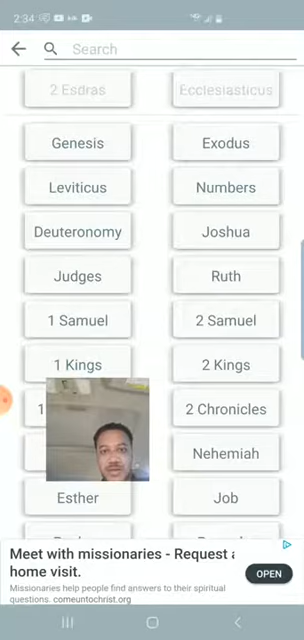 2:34
Search
2 Esdras
Ecclesiasticus
Genesis
Exodus
Leviticus
Numbers
Deuteronomy
Joshua
Judges
Ruth
1 Samuel
2 Samuel
1 Kings
2 Kings
2 Chronicles
Nehemiah
Esther
Job
Meet with missionaries - Request a
home visit.
OPEN
Missionaries help people find answers to their spiritual
questions. comeuntochrist.org